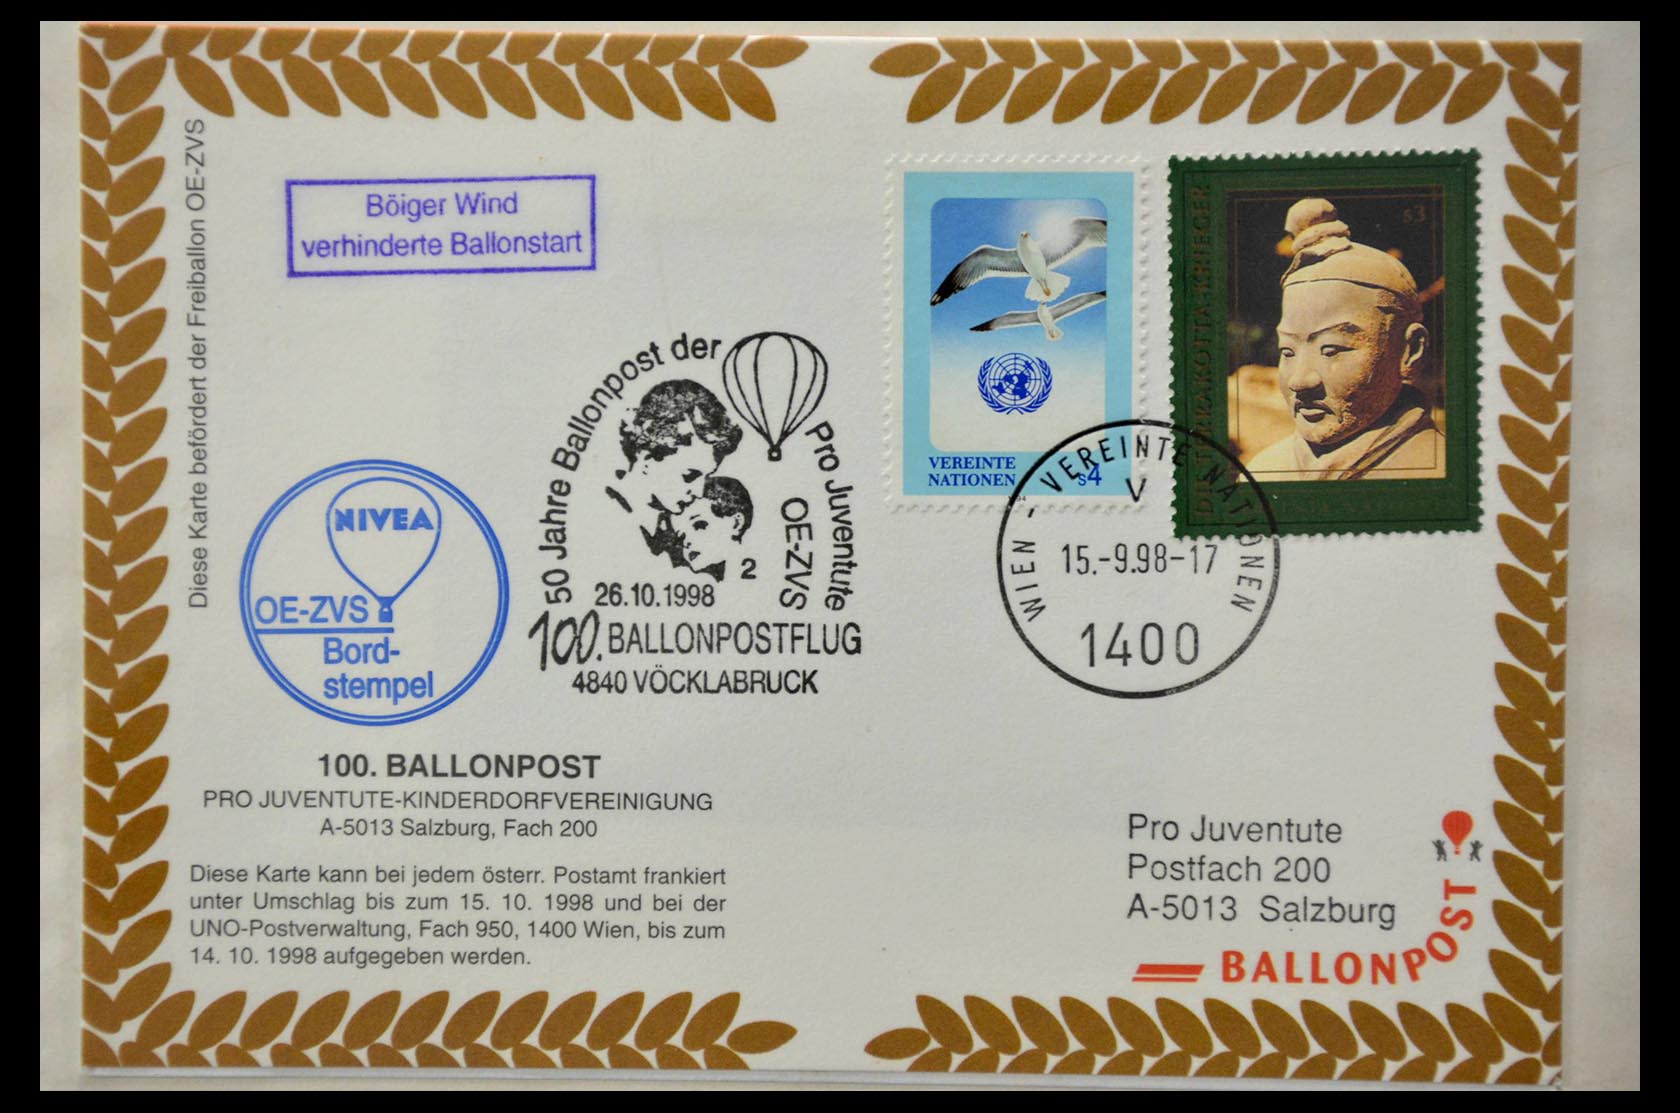 Diese Karte befördert der Freiballon OE-ZVS
Böiger Wind
verhinderte Ballonstart
50 Jahre Ballonpost der Pro Juventute
OE-ZVS
2
26.10.1998
100. BALLONPOSTFLUG
4840 VÖCKLABRUCK
NIVEA
OE-ZVS
Bord-
stempel
VEREINTE
NATIONEN
s4
DIE TERRAKOTTA-KRIEGER
s3
WIEN - VEREINTE NATIONEN
V
15.-9.98-17
1400
100. BALLONPOST
PRO JUVENTUTE-KINDERDORFVEREINIGUNG
A-5013 Salzburg, Fach 200
Diese Karte kann bei jedem österr. Postamt frankiert
unter Umschlag bis zum 15. 10. 1998 und bei der
UNO-Postverwaltung, Fach 950, 1400 Wien, bis zum
14. 10. 1998 aufgegeben werden.
Pro Juventute
Postfach 200
A-5013 Salzburg
BALLONPOST